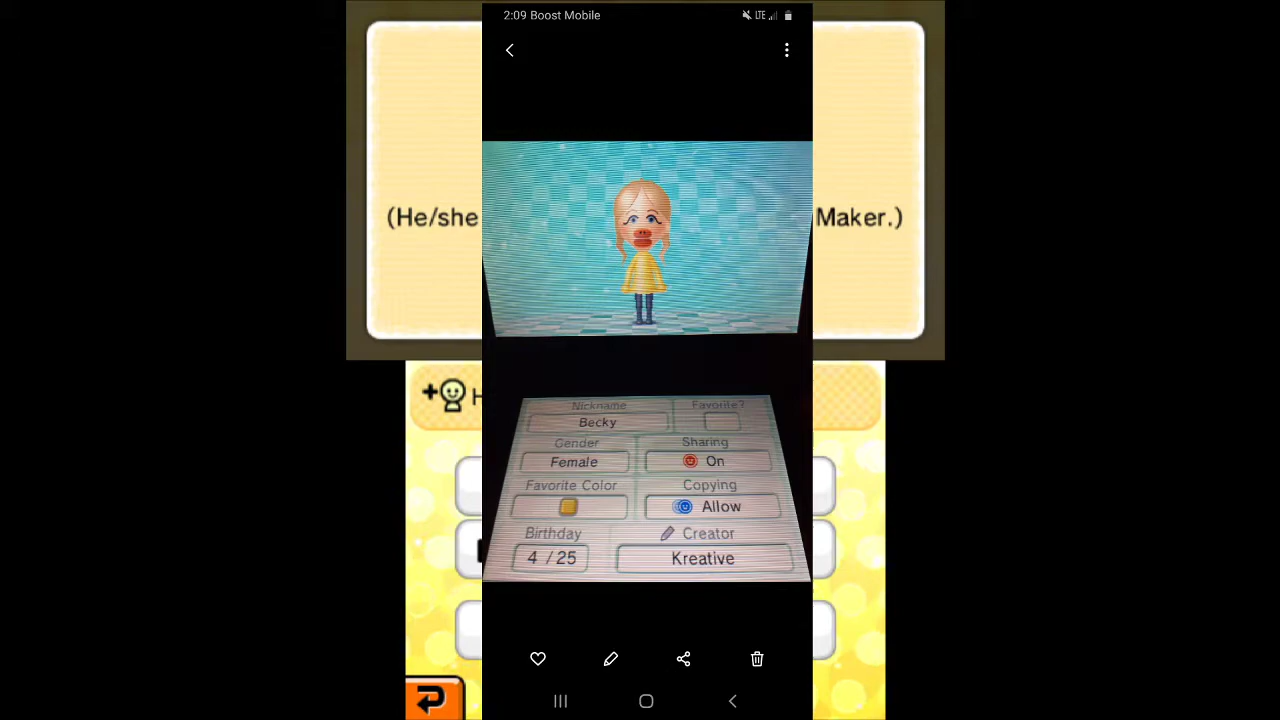 2:09 Boost Mobile LTE
(He/she Maker.)
H
Nickname Favorite?
Becky
Gender Sharing
Female On
Favorite Color Copying
Allow
Birthday Creator
4 / 25 Kreative